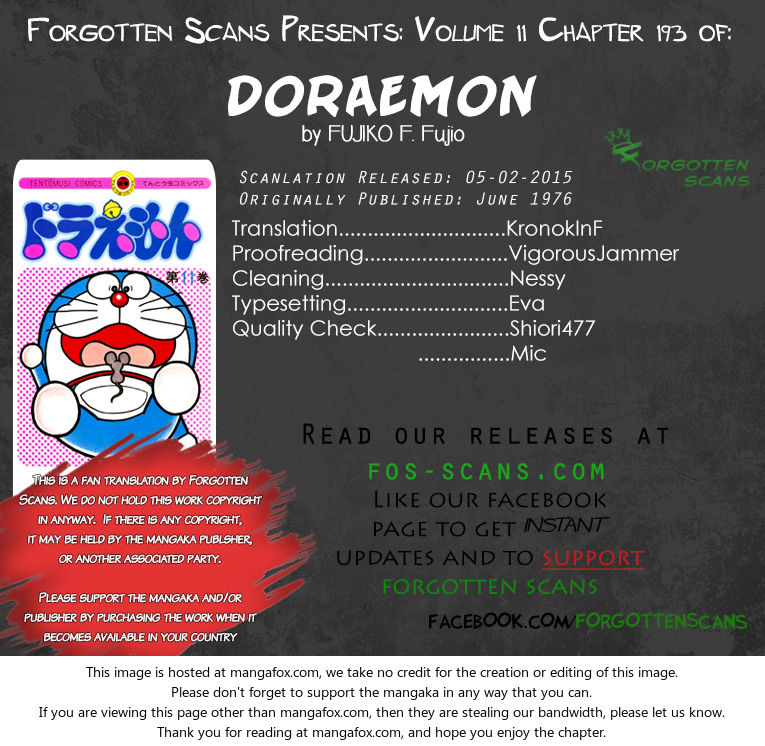 Forgotten Scans Presents: Volume 11 Chapter 193 of:
DORAEMON
by FUJIKO F. Fujio
FORGOTTEN
SCANS
Scanlation Released: 05-02-2015
Originally Published: June 1976
TENTOMUSI COMICS てんとう虫コミックス
ドラえもん
第11巻
Translation.............................KronokInF
Proofreading.........................VigorousJammer
Cleaning................................Nessy
Typesetting............................Eva
Quality Check.......................Shiori477
................Mic
Read our releases at
fos-scans.com
Like our facebook
page to get INSTANT
updates and to support
forgotten scans
facebook.com/forgottenscans
This is a fan translation by Forgotten
Scans. We do not hold this work copyright
in anyway. If there is any copyright,
it may be held by the mangaka publsher,
or another associated party.
Please support the mangaka and/or
publisher by purchasing the work when it
becomes available in your country
This image is hosted at mangafox.com, we take no credit for the creation or editing of this image.
Please don't forget to support the mangaka in any way that you can.
If you are viewing this page other than mangafox.com, then they are stealing our bandwidth, please let us know.
Thank you for reading at mangafox.com, and hope you enjoy the chapter.